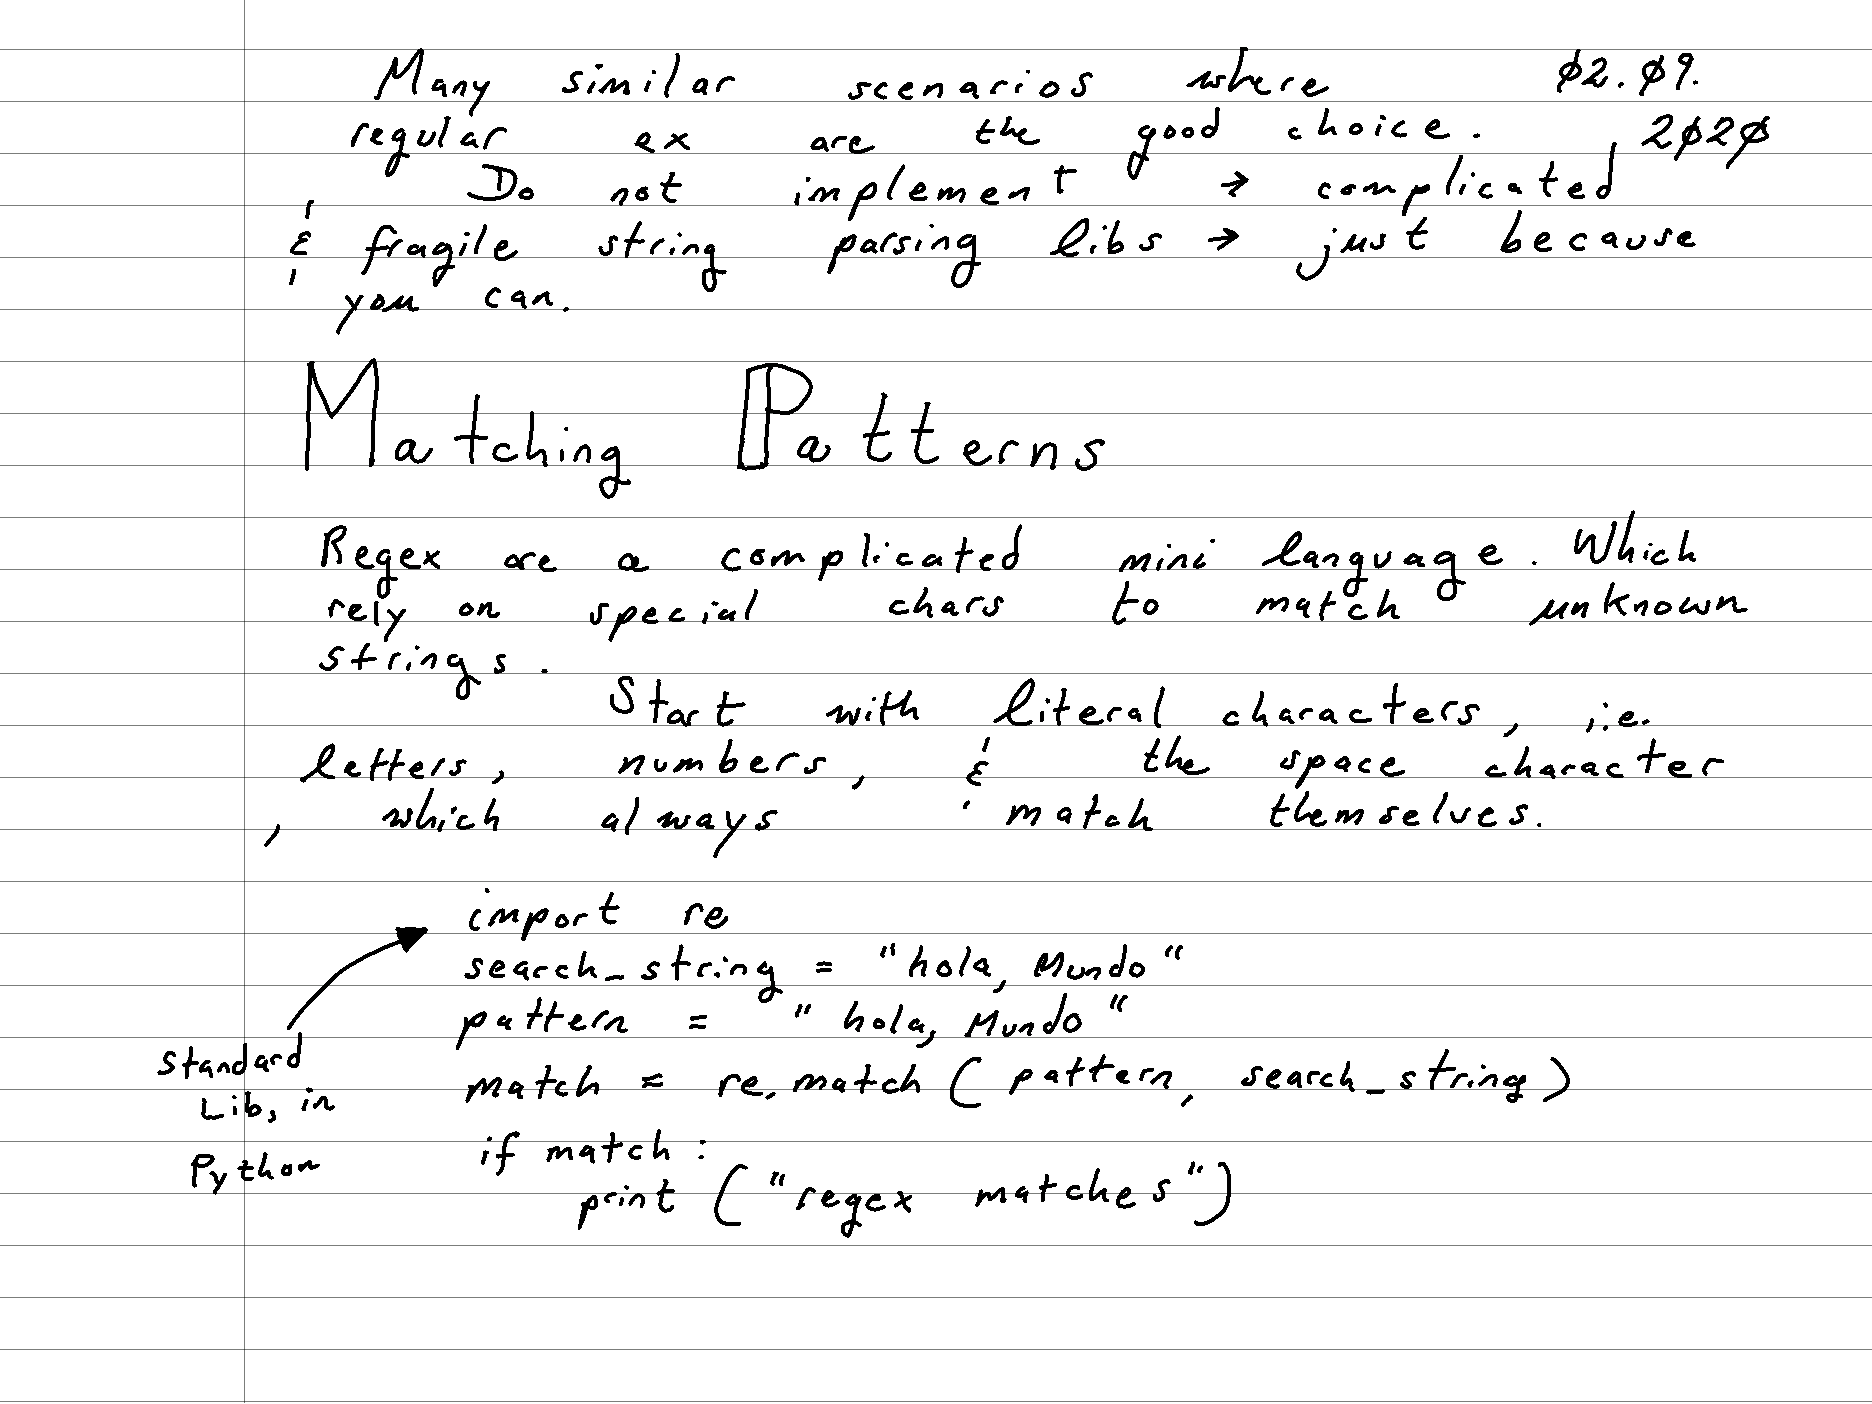 Many similar scenarios where ø2.ø9.
regular ex are the good choice. 2ø2ø
Do not implement → complicated
& fragile string parsing libs → just because
you can.
Matching Patterns
Regex are a complicated mini language. Which
rely on special chars to match unknown
strings.
Start with literal characters, i.e.
letters, numbers, & the space character
, which always match themselves.
import re
search_string = "hola, Mundo"
pattern = "hola, Mundo"
match = re.match(pattern, search_string)
if match:
print("regex matches")
Standard
Lib, in
Python